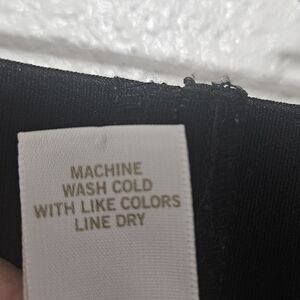 MACHINE
WASH COLD
WITH LIKE COLORS
LINE DRY